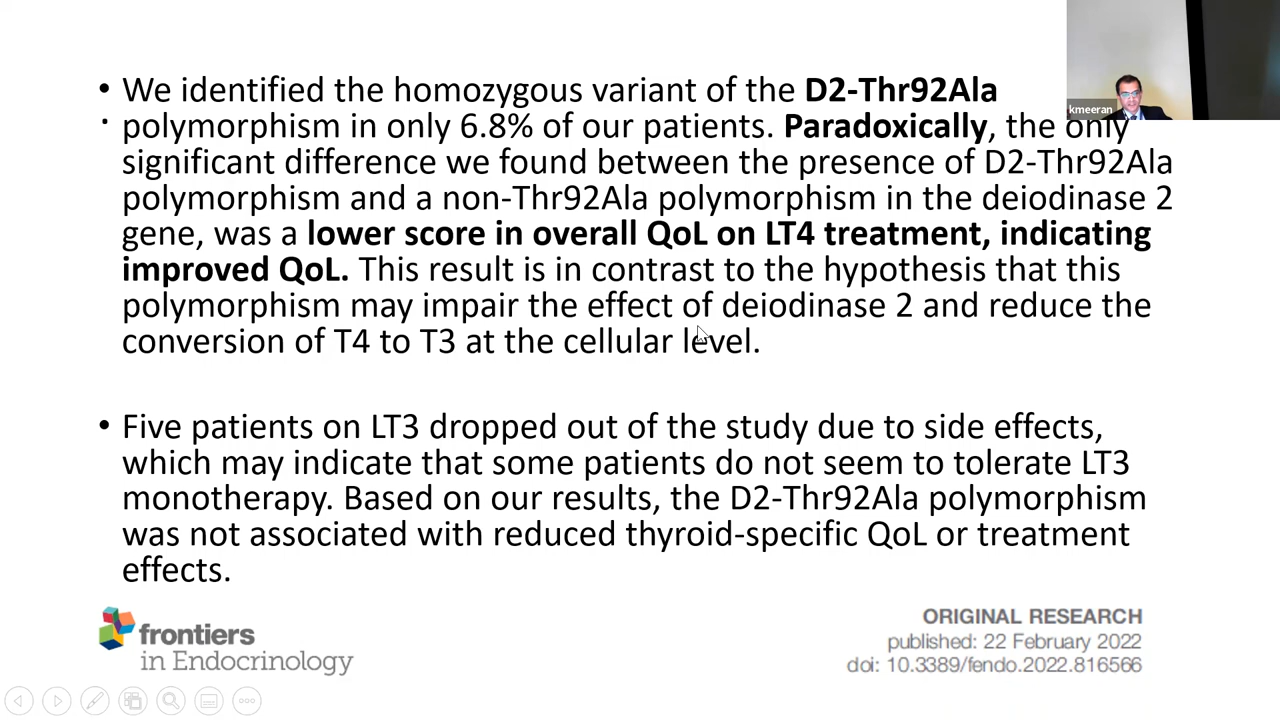 • We identified the homozygous variant of the D2-Thr92Ala
• polymorphism in only 6.8% of our patients. Paradoxically, the only
significant difference we found between the presence of D2-Thr92Ala
polymorphism and a non-Thr92Ala polymorphism in the deiodinase 2
gene, was a lower score in overall QoL on LT4 treatment, indicating
improved QoL. This result is in contrast to the hypothesis that this
polymorphism may impair the effect of deiodinase 2 and reduce the
conversion of T4 to T3 at the cellular level.
• Five patients on LT3 dropped out of the study due to side effects,
which may indicate that some patients do not seem to tolerate LT3
monotherapy. Based on our results, the D2-Thr92Ala polymorphism
was not associated with reduced thyroid-specific QoL or treatment
effects.
kmeeran
frontiers
in Endocrinology
ORIGINAL RESEARCH
published: 22 February 2022
doi: 10.3389/fendo.2022.816566